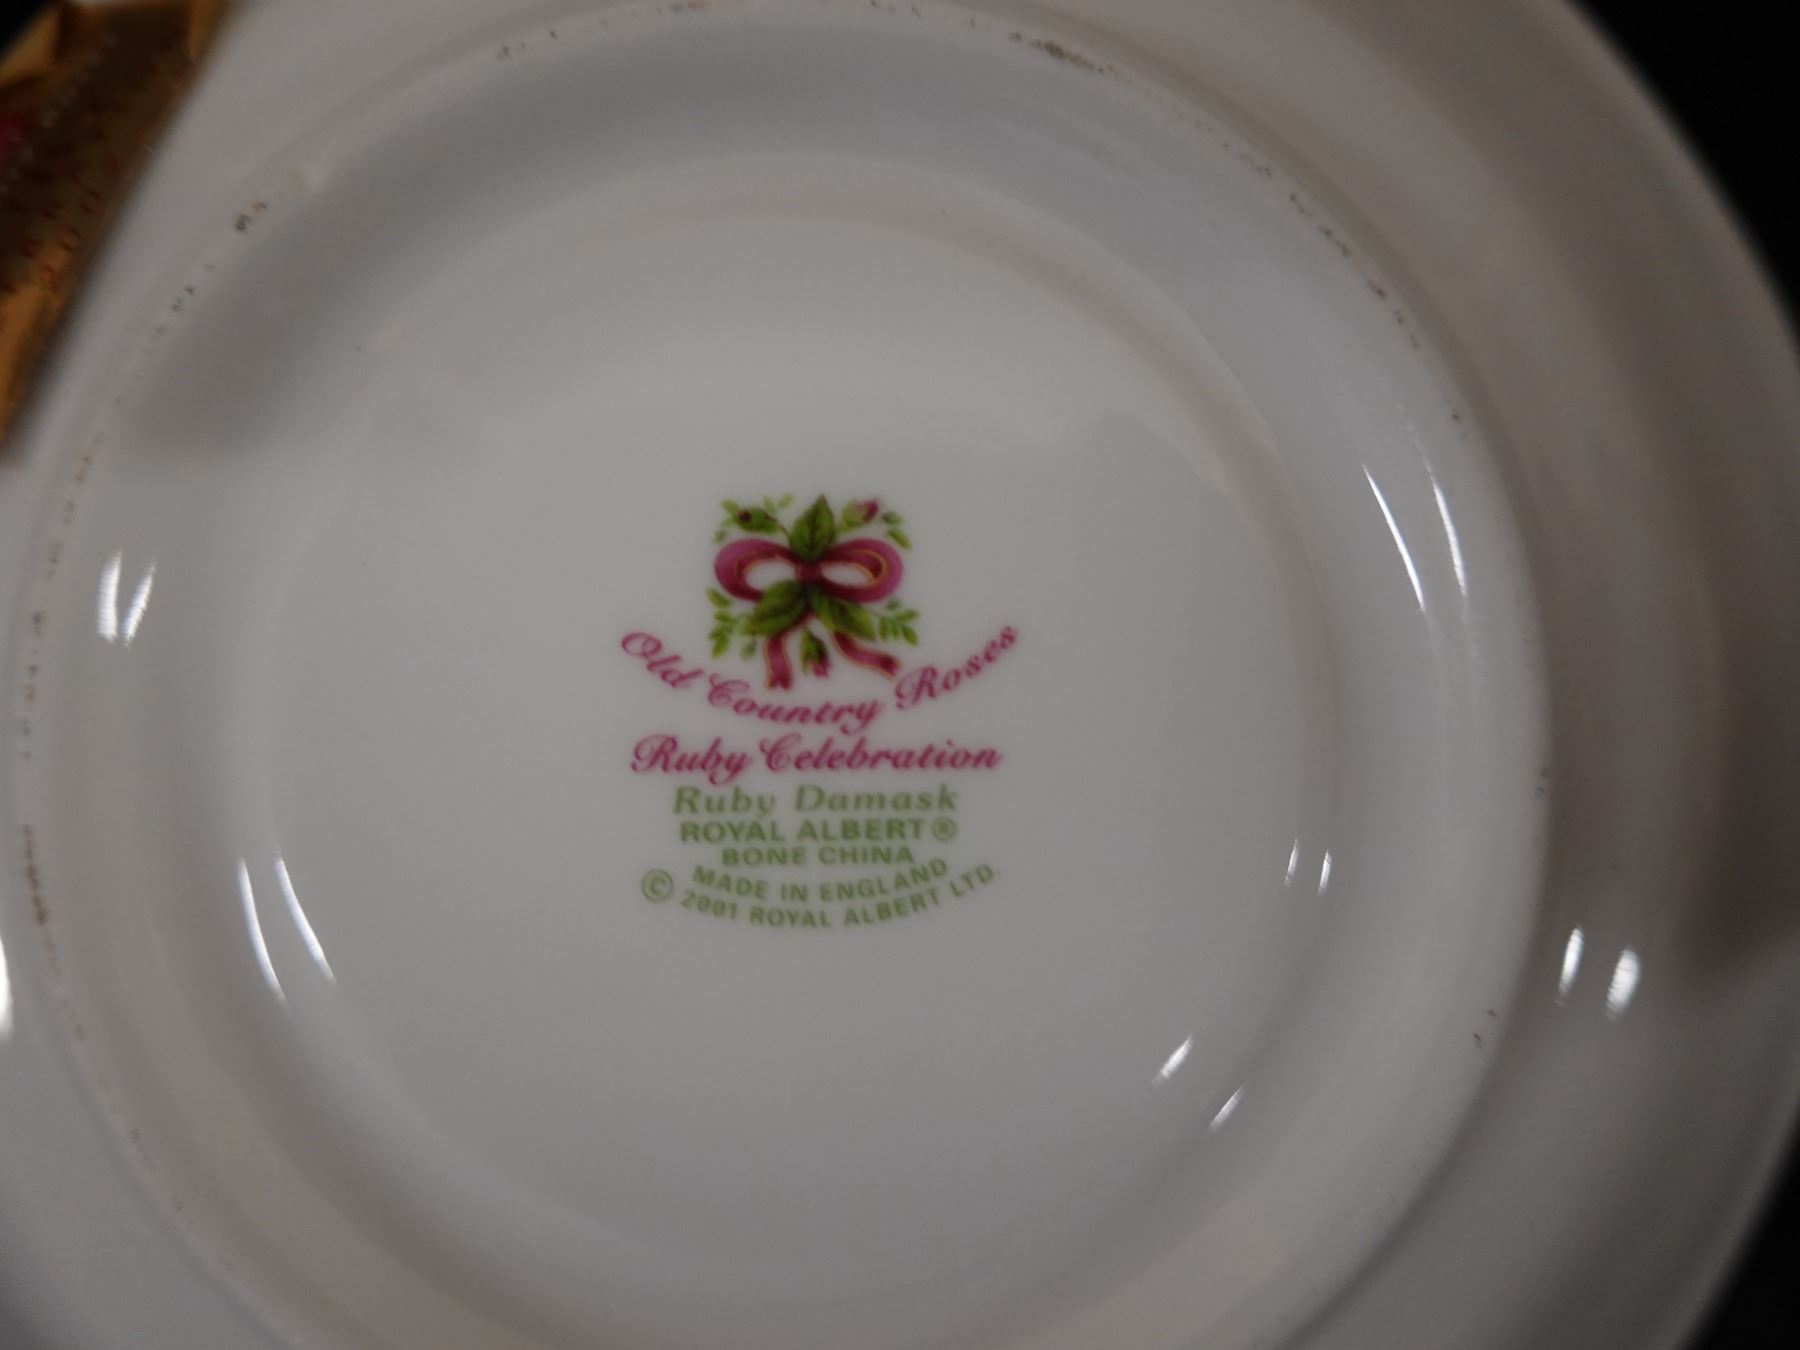 Old Country Roses
Ruby Celebration
Ruby Damask
ROYAL ALBERT®
BONE CHINA
MADE IN ENGLAND
© 2001 ROYAL ALBERT LTD.